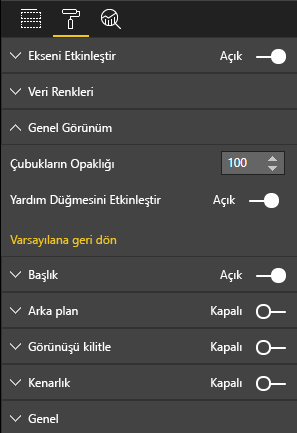 Ekseni Etkinleştir Açık
Veri Renkleri
Genel Görünüm
Çubukların Opaklığı 100
Yardım Düğmesini Etkinleştir Açık
Varsayılana geri dön
Başlık Açık
Arka plan Kapalı
Görünüşü kilitle Kapalı
Kenarlık Kapalı
Genel